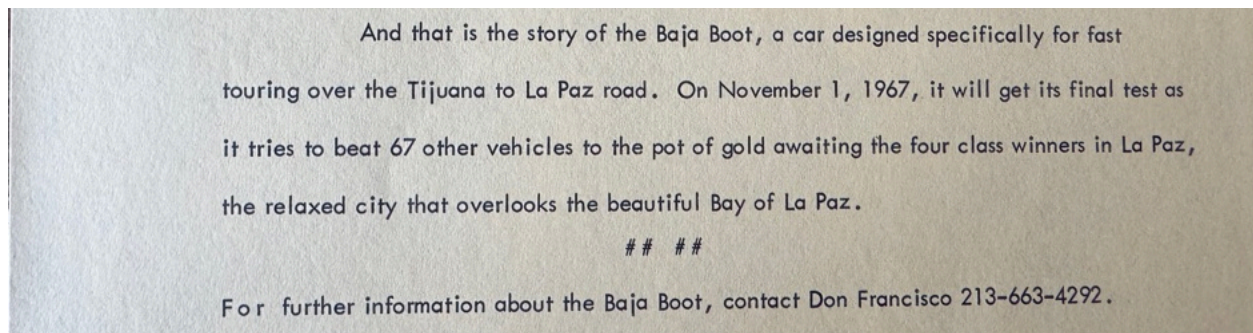 And that is the story of the Baja Boot, a car designed specifically for fast
touring over the Tijuana to La Paz road. On November 1, 1967, it will get its final test as
it tries to beat 67 other vehicles to the pot of gold awaiting the four class winners in La Paz,
the relaxed city that overlooks the beautiful Bay of La Paz.
## ##
For further information about the Baja Boot, contact Don Francisco 213-663-4292.